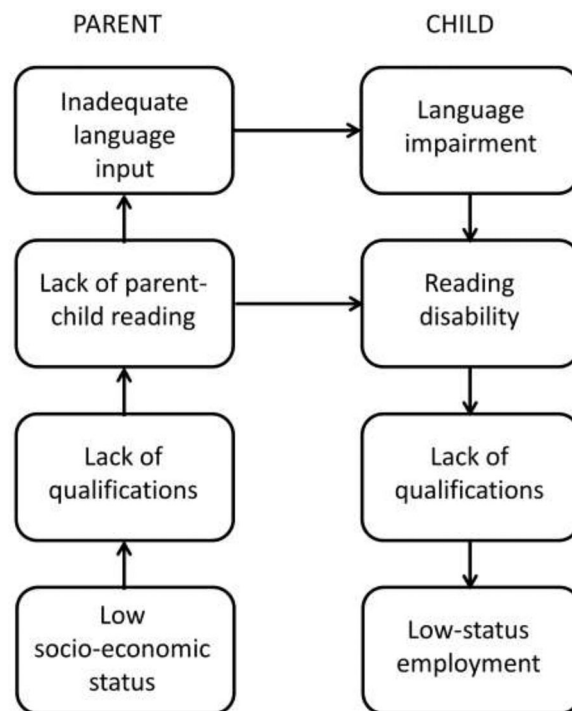 PARENT
CHILD
Inadequate
language
input
Language
impairment
Lack of parent-
child reading
Reading
disability
Lack of
qualifications
Lack of
qualifications
Low
socio-economic
status
Low-status
employment